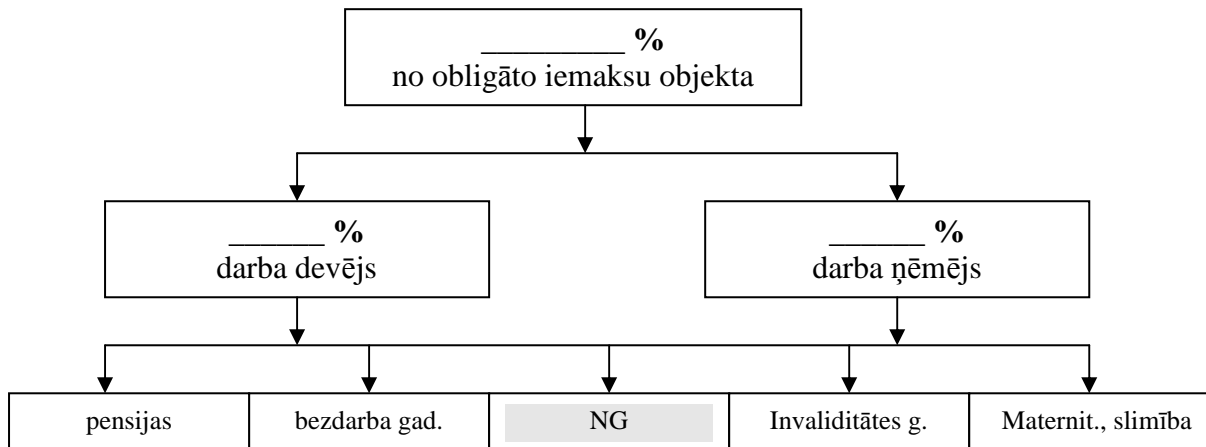 _________ %
no obligāto iemaksu objekta
______ %
darba devējs
______ %
darba ņēmējs
pensijas
bezdarba gad.
NG
Invaliditātes g.
Maternit., slimība